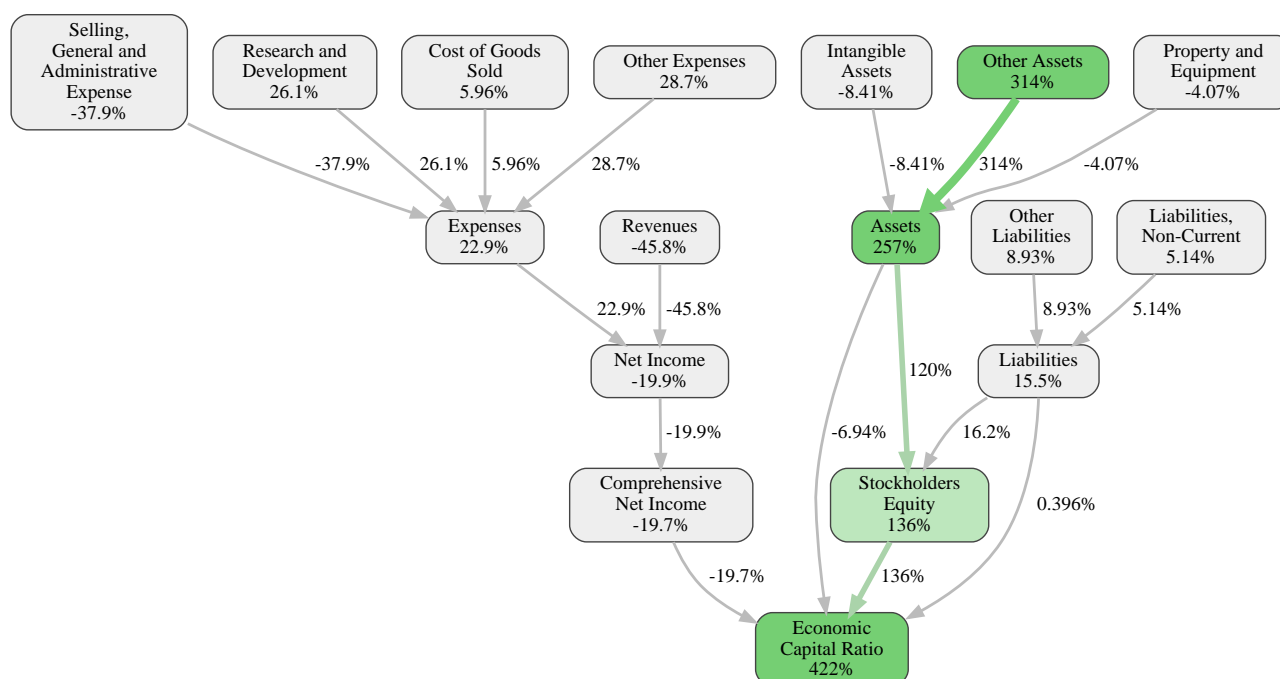 Selling,
General and
Administrative
Expense
-37.9%
Research and
Development
26.1%
Cost of Goods
Sold
5.96%
Other Expenses
28.7%
Intangible
Assets
-8.41%
Other Assets
314%
Property and
Equipment
-4.07%
-37.9%
26.1%
5.96%
28.7%
-8.41%
314%
-4.07%
Expenses
22.9%
Revenues
-45.8%
Assets
257%
Other
Liabilities
8.93%
Liabilities,
Non-Current
5.14%
22.9%
-45.8%
8.93%
5.14%
Net Income
-19.9%
120%
Liabilities
15.5%
-19.9%
-6.94%
16.2%
Comprehensive
Net Income
-19.7%
Stockholders
Equity
136%
0.396%
-19.7%
136%
Economic
Capital Ratio
422%